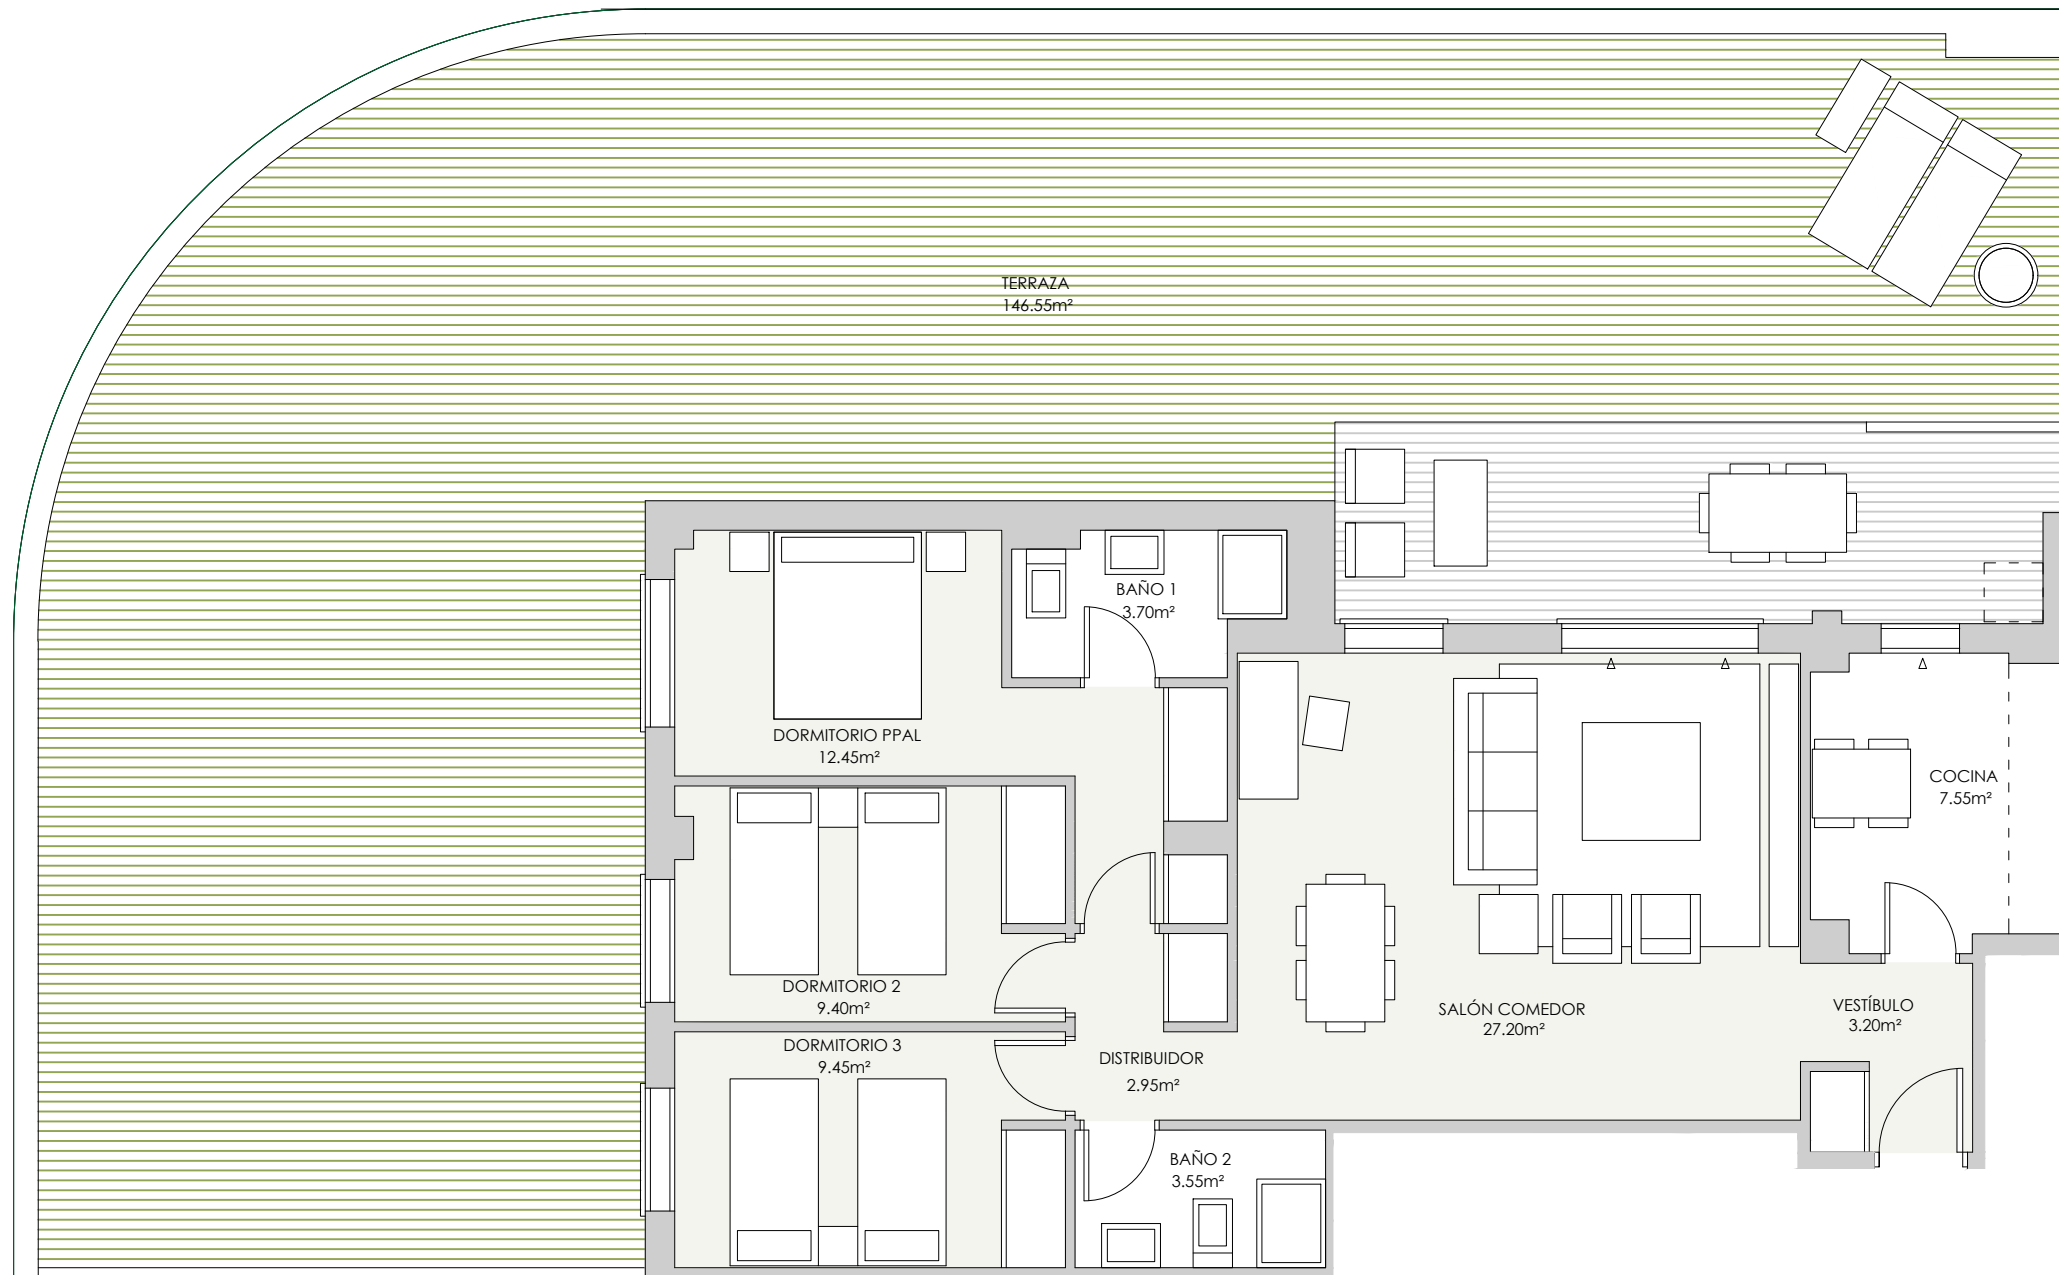 TERRAZA
146.55m²
BAÑO 1
3.70m²
DORMITORIO PPAL
12.45m²
COCINA
7.55m²
DORMITORIO 2
9.40m²
SALÓN COMEDOR
27.20m²
VESTÍBULO
3.20m²
DORMITORIO 3
9.45m²
DISTRIBUIDOR
2.95m²
BAÑO 2
3.55m²